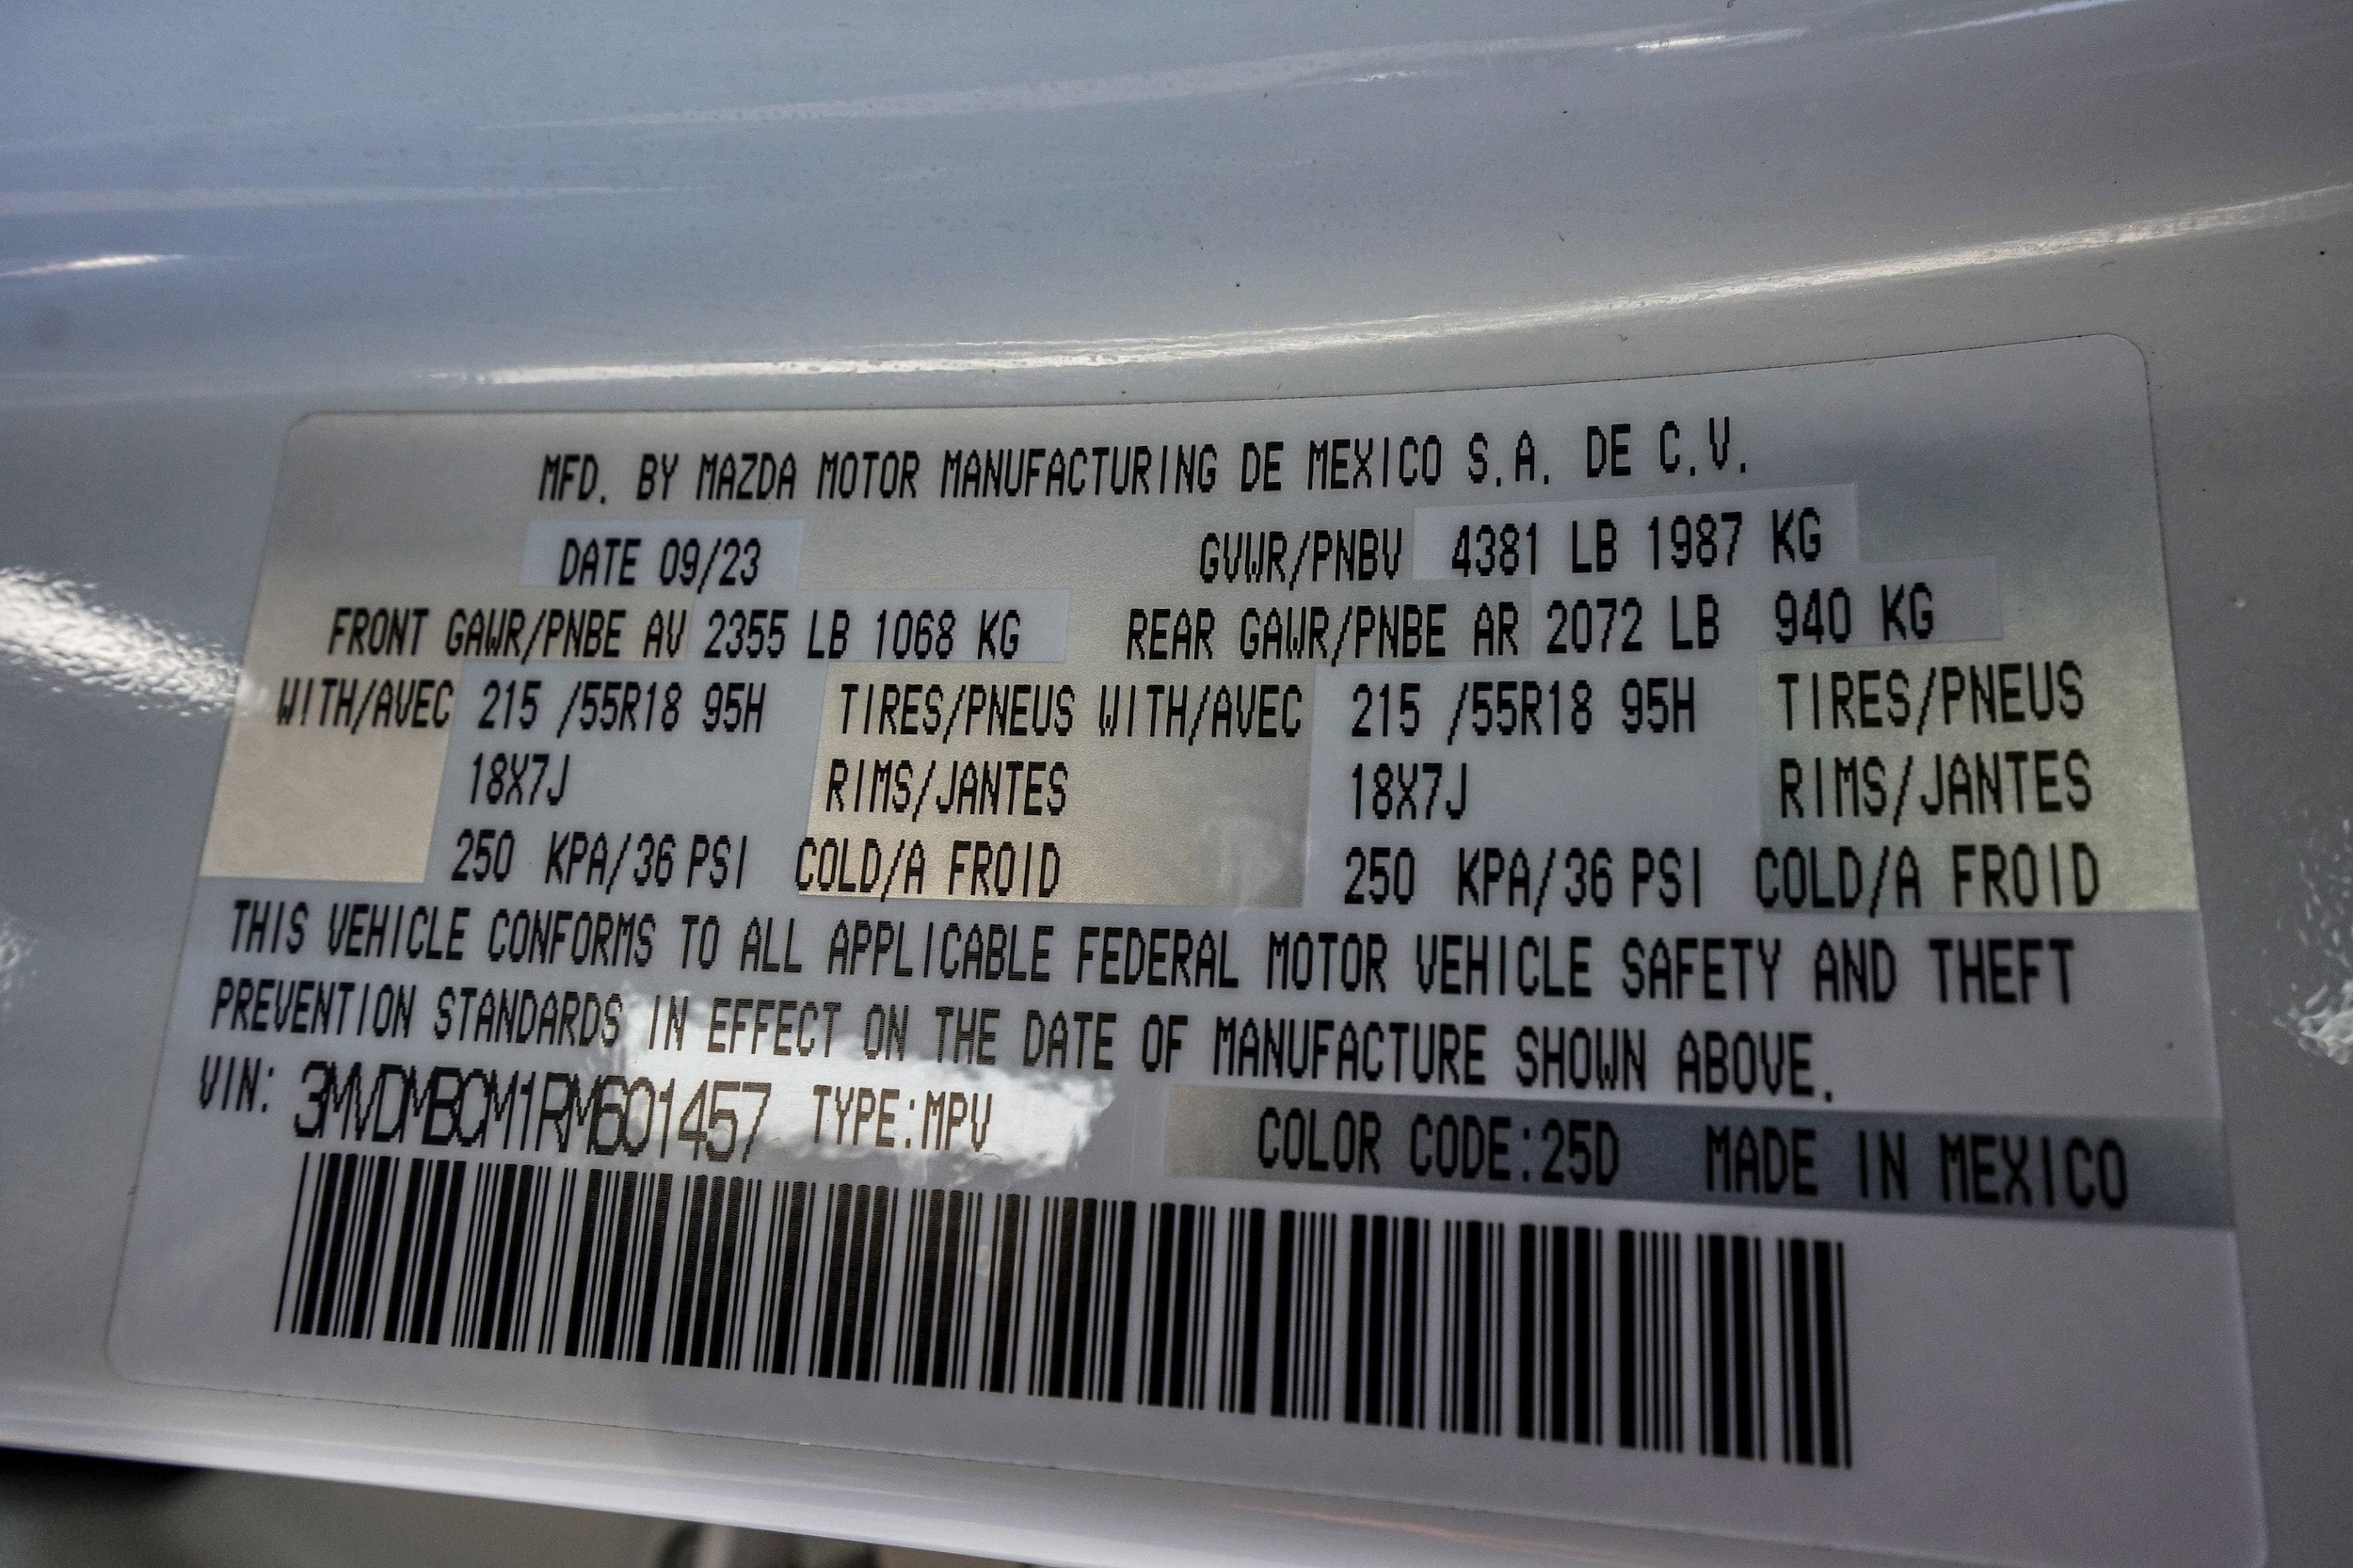 MFD. BY MAZDA MOTOR MANUFACTURING DE MEXICO S.A. DE C.V.
DATE 09/23 GVWR/PNBV 4381 LB 1987 KG
FRONT GAWR/PNBE AV 2355 LB 1068 KG REAR GAWR/PNBE AR 2072 LB 940 KG
WITH/AVEC 215 /55R18 95H TIRES/PNEUS WITH/AVEC 215 /55R18 95H TIRES/PNEUS
18X7J RIMS/JANTES 18X7J RIMS/JANTES
250 KPA/36 PSI COLD/A FROID 250 KPA/36 PSI COLD/A FROID
THIS VEHICLE CONFORMS TO ALL APPLICABLE FEDERAL MOTOR VEHICLE SAFETY AND THEFT
PREVENTION STANDARDS IN EFFECT ON THE DATE OF MANUFACTURE SHOWN ABOVE.
VIN: 3MVDMBCM1RM601457 TYPE:MPV COLOR CODE:25D MADE IN MEXICO